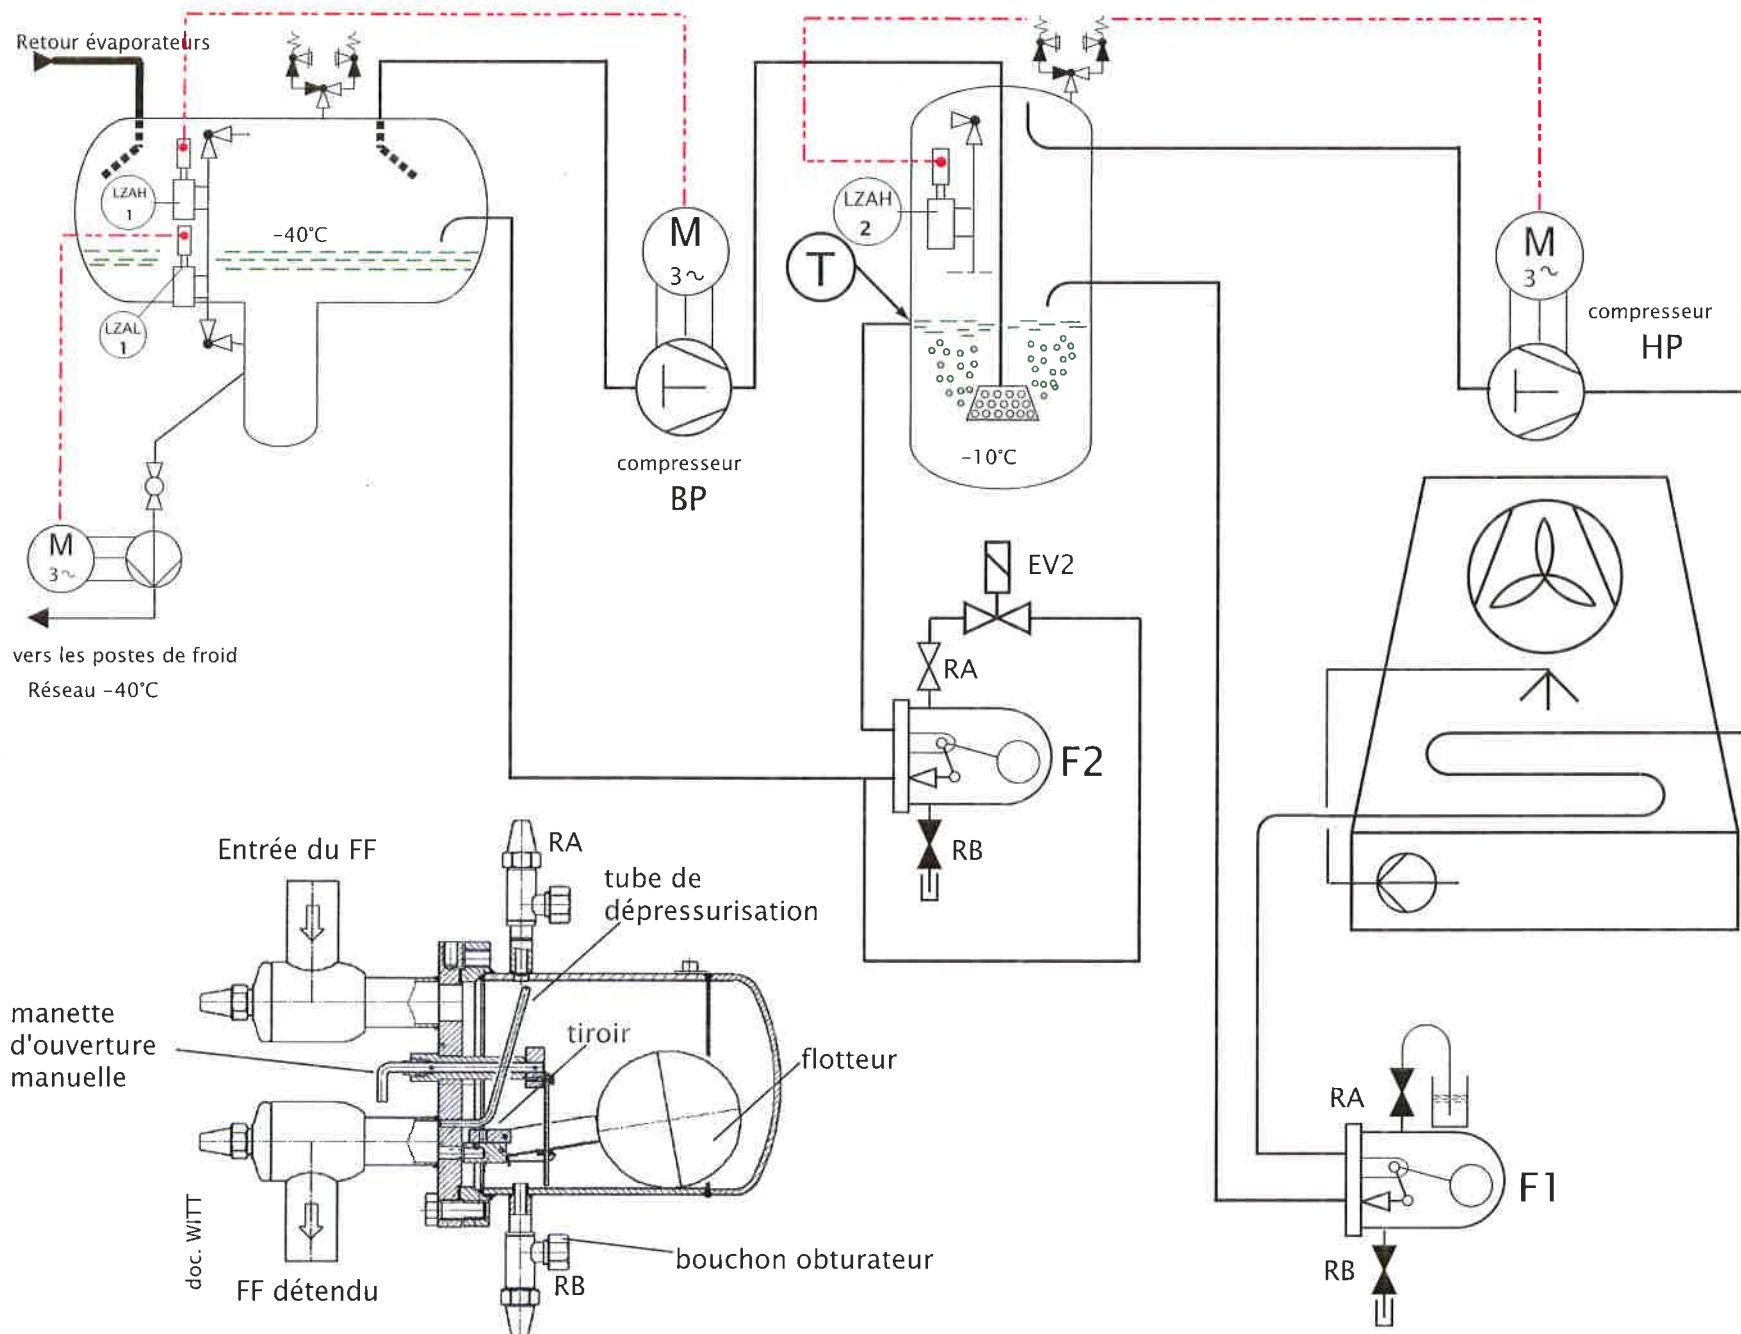 Retour évaporateurs
LZAH
1
-40°C
LZAL
1
M
3~
vers les postes de froid
Réseau -40°C
M
3~
compresseur
BP
LZAH
2
T
-10°C
M
3~
compresseur
HP
EV2
RA
F2
RB
RA
F1
RB
Entrée du FF
RA
tube de
dépressurisation
manette
d'ouverture
manuelle
tiroir
flotteur
bouchon obturateur
RB
FF détendu
doc. WITT